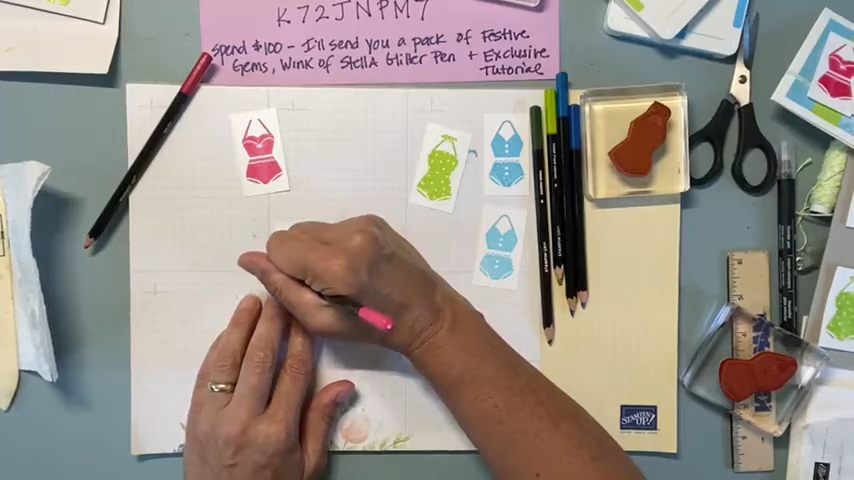 K72JNPM7
Spend $100 - I'll send you a pack of Festive
Gems, Wink of Stella Glitter Pen + Exclusive
Tutorial
STAMPIN' UP!